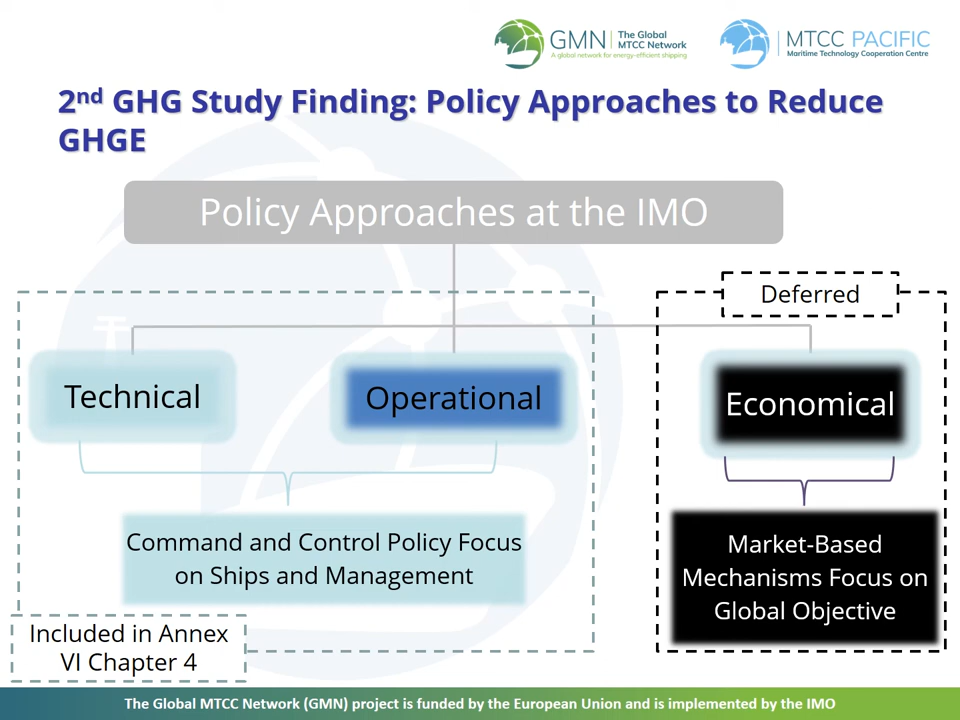 GMN | The Global MTCC Network
A global network for energy-efficient shipping
MTCC PACIFIC
Maritime Technology Cooperation Centre
2nd GHG Study Finding: Policy Approaches to Reduce
GHGE
Policy Approaches at the IMO
Deferred
Technical
Operational
Economical
Command and Control Policy Focus
on Ships and Management
Market-Based
Mechanisms Focus on
Global Objective
Included in Annex
VI Chapter 4
The Global MTCC Network (GMN) project is funded by the European Union and is implemented by the IMO